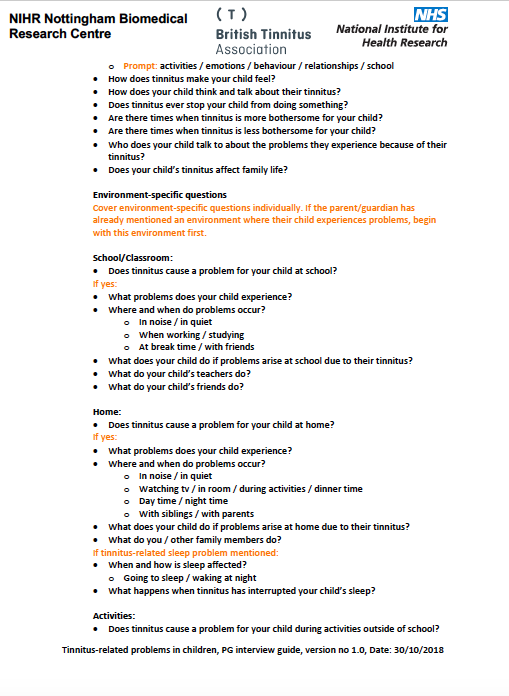 NIHR Nottingham Biomedical
Research Centre
(T)
British Tinnitus
Association
NHS
National Institute for
Health Research
o Prompt: activities / emotions / behaviour / relationships / school
• How does tinnitus make your child feel?
• How does your child think and talk about their tinnitus?
• Does tinnitus ever stop your child from doing something?
• Are there times when tinnitus is more bothersome for your child?
• Are there times when tinnitus is less bothersome for your child?
• Who does your child talk to about the problems they experience because of their
tinnitus?
• Does your child's tinnitus affect family life?
Environment-specific questions
Cover environment-specific questions individually. If the parent/guardian has
already mentioned an environment where their child experiences problems, begin
with this environment first.
School/Classroom:
• Does tinnitus cause a problem for your child at school?
If yes:
• What problems does your child experience?
• Where and when do problems occur?
o In noise / in quiet
o When working / studying
o At break time / with friends
• What does your child do if problems arise at school due to their tinnitus?
• What do your child's teachers do?
• What do your child's friends do?
Home:
• Does tinnitus cause a problem for your child at home?
If yes:
• What problems does your child experience?
• Where and when do problems occur?
o In noise / in quiet
o Watching tv / in room / during activities / dinner time
o Day time / night time
o With siblings / with parents
• What does your child do if problems arise at home due to their tinnitus?
• What do you / other family members do?
If tinnitus-related sleep problem mentioned:
• When and how is sleep affected?
o Going to sleep / waking at night
• What happens when tinnitus has interrupted your child's sleep?
Activities:
• Does tinnitus cause a problem for your child during activities outside of school?
Tinnitus-related problems in children, PG interview guide, version no 1.0, Date: 30/10/2018